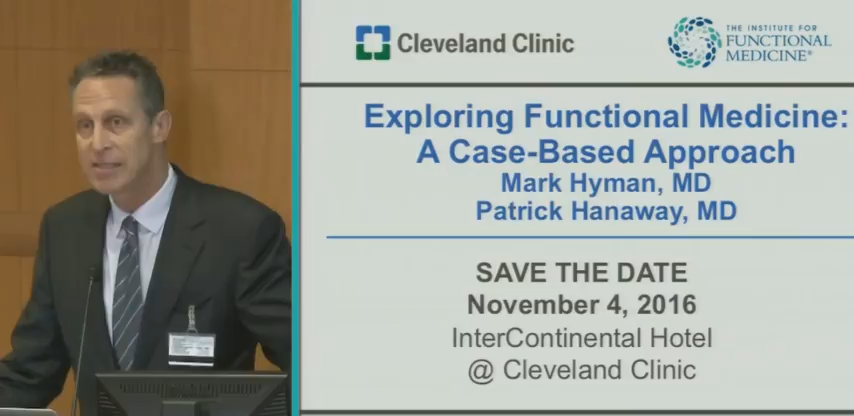 Cleveland Clinic
THE INSTITUTE FOR
FUNCTIONAL
MEDICINE®
Exploring Functional Medicine:
A Case-Based Approach
Mark Hyman, MD
Patrick Hanaway, MD
SAVE THE DATE
November 4, 2016
InterContinental Hotel
@ Cleveland Clinic